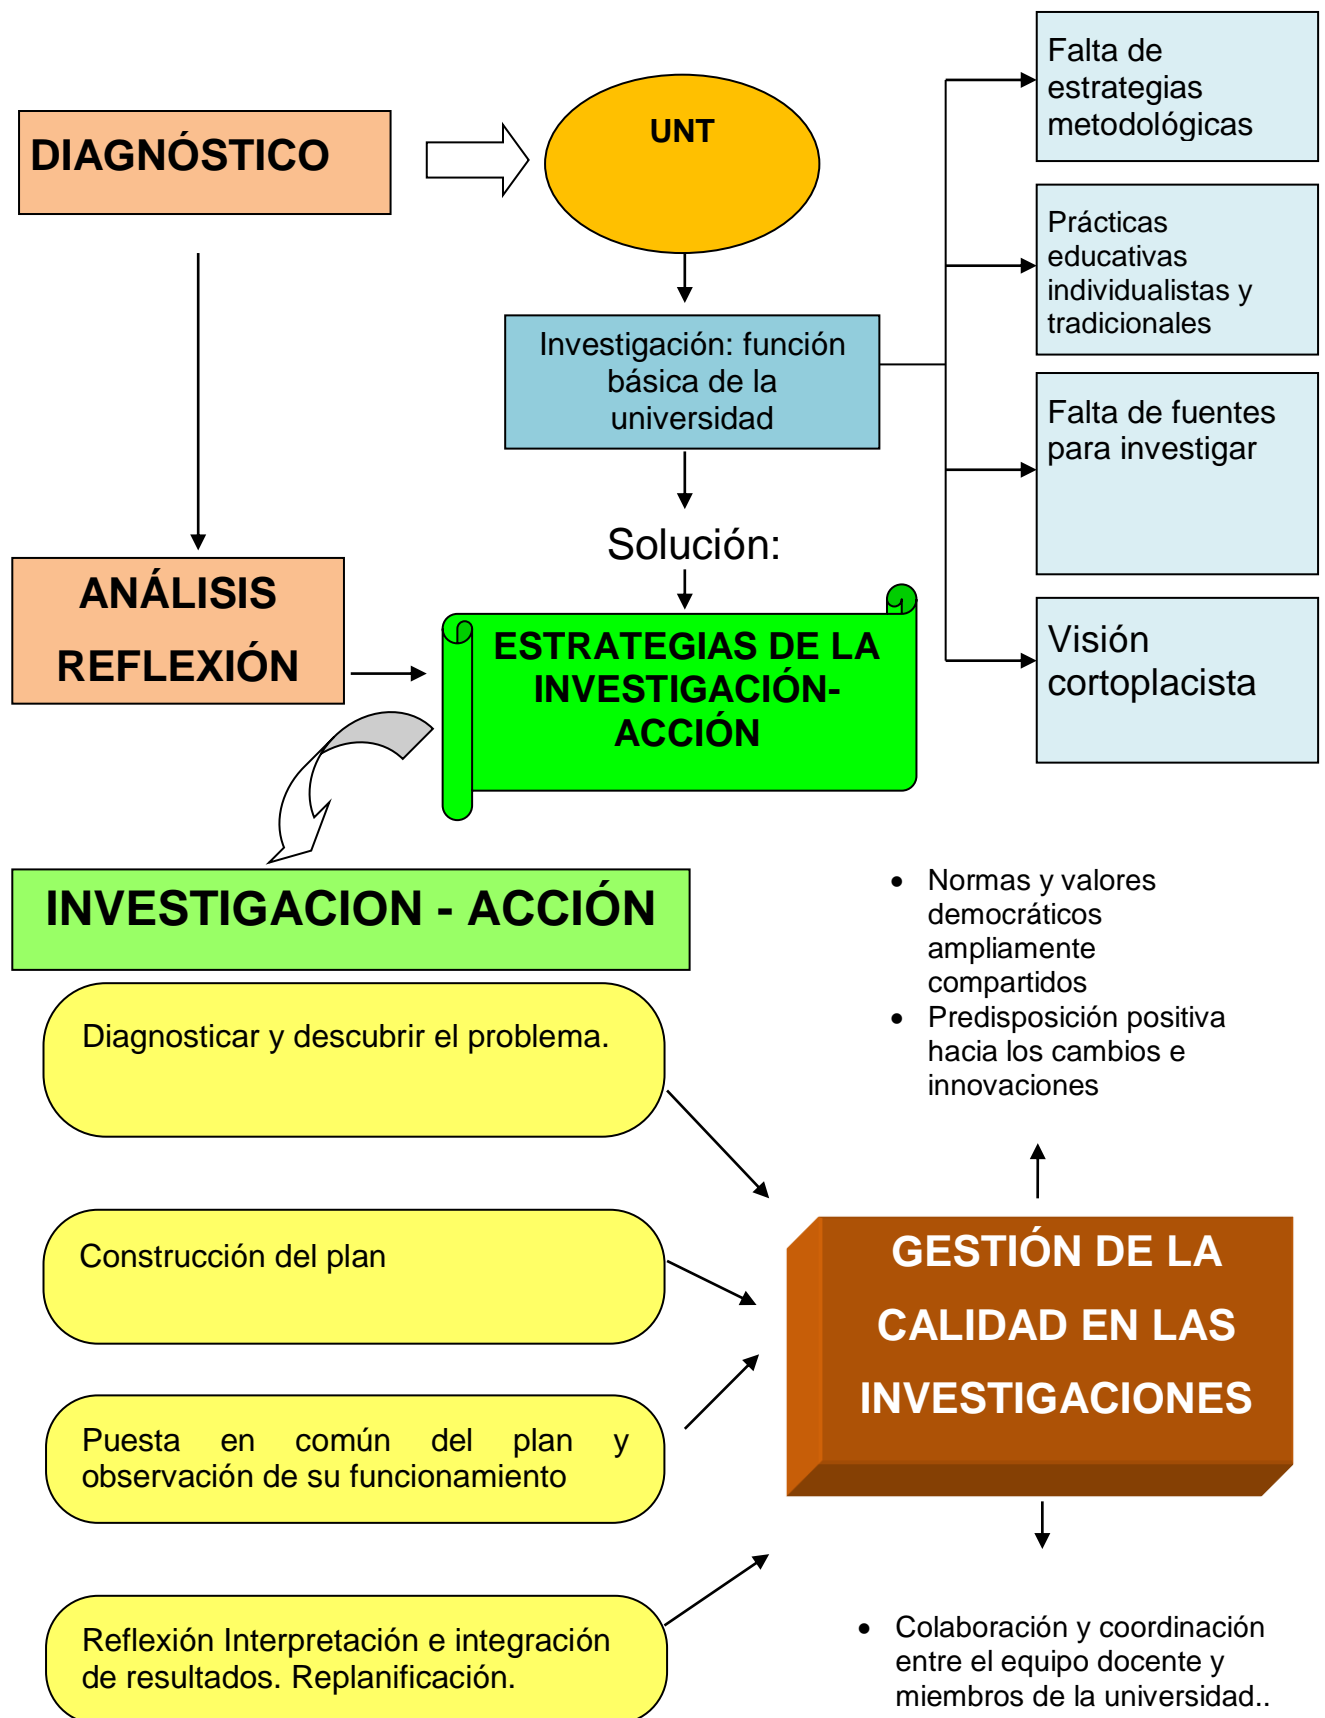 DIAGNÓSTICO
UNT
Falta de
estrategias
metodológicas
Prácticas
educativas
individualistas y
tradicionales
Investigación: función
básica de la
universidad
Falta de fuentes
para investigar
Solución:
ANÁLISIS
REFLEXIÓN
ESTRATEGIAS DE LA
INVESTIGACIÓN-
ACCIÓN
Visión
cortoplacista
INVESTIGACION - ACCIÓN
• Normas y valores
democráticos
ampliamente
compartidos
• Predisposición positiva
hacia los cambios e
innovaciones
Diagnosticar y descubrir el problema.
Construcción del plan
GESTIÓN DE LA
CALIDAD EN LAS
INVESTIGACIONES
Puesta en común del plan y
observación de su funcionamiento
Reflexión Interpretación e integración
de resultados. Replanificación.
• Colaboración y coordinación
entre el equipo docente y
miembros de la universidad..